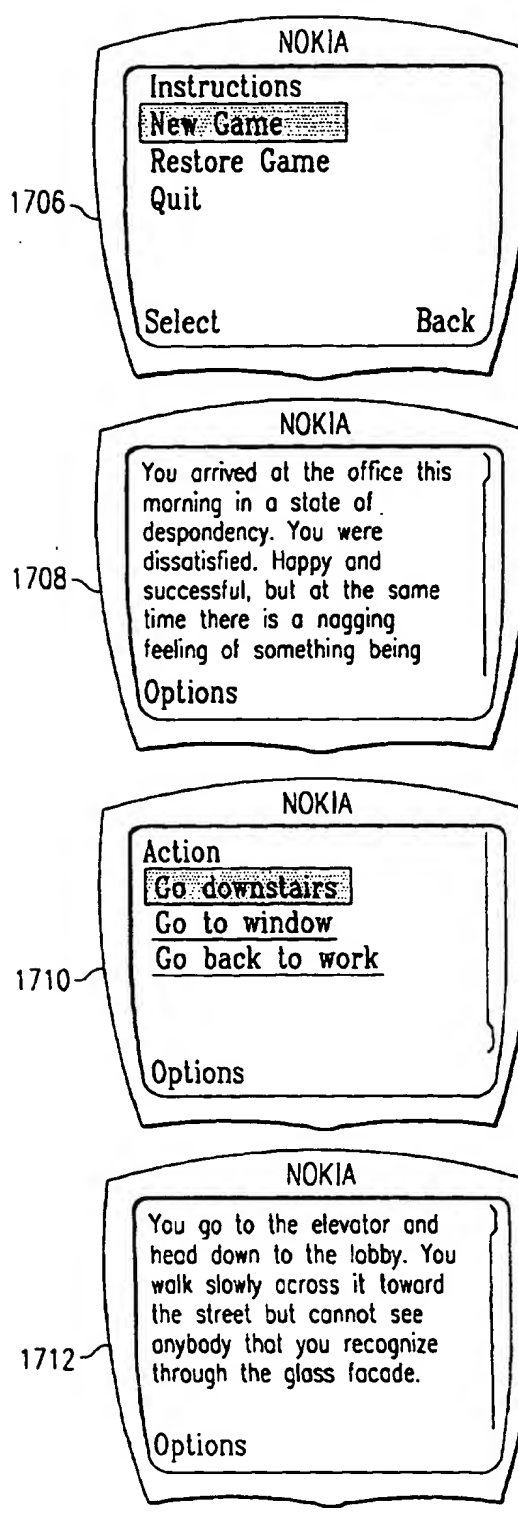 NOKIA
Instructions
New Game
Restore Game
Quit
1706
Select Back
NOKIA
You arrived at the office this
morning in a state of
despondency. You were
dissatisfied. Happy and
successful, but at the same
time there is a nagging
feeling of something being
1708
Options
NOKIA
Action
Go downstairs
Go to window
Go back to work
1710
Options
NOKIA
You go to the elevator and
head down to the lobby. You
walk slowly across it toward
the street but cannot see
anybody that you recognize
through the glass facade.
1712
Options